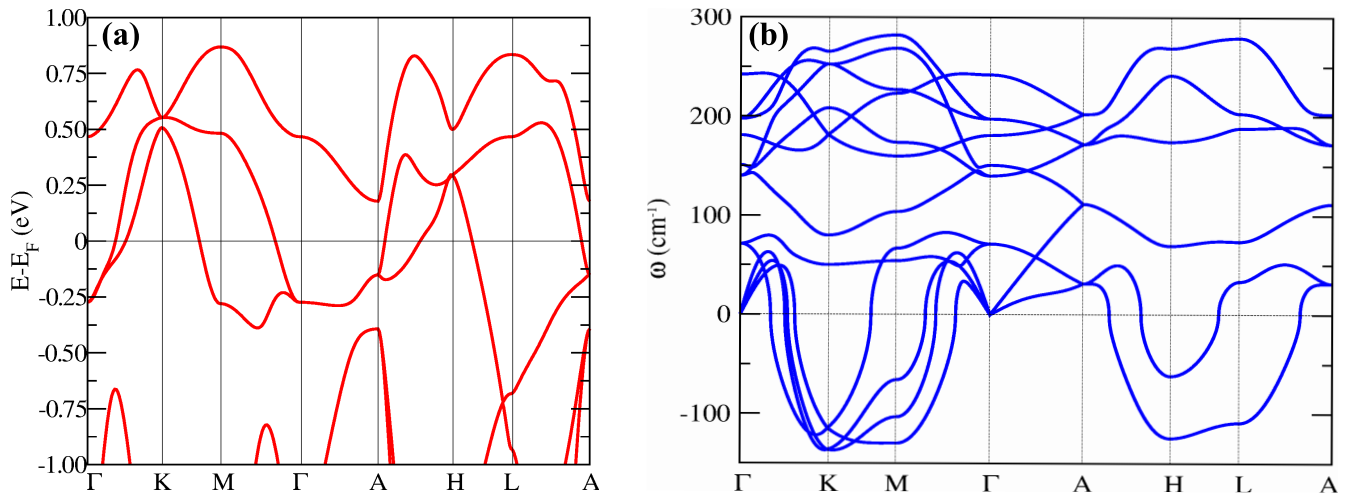 (a)
1.00
0.75
0.50
0.25
0
-0.25
-0.50
-0.75
-1.00
E-E_F (eV)
Γ K M Γ A H L A
(b)
300
200
100
0
-100
ω (cm⁻¹)
Γ K M Γ A H L A